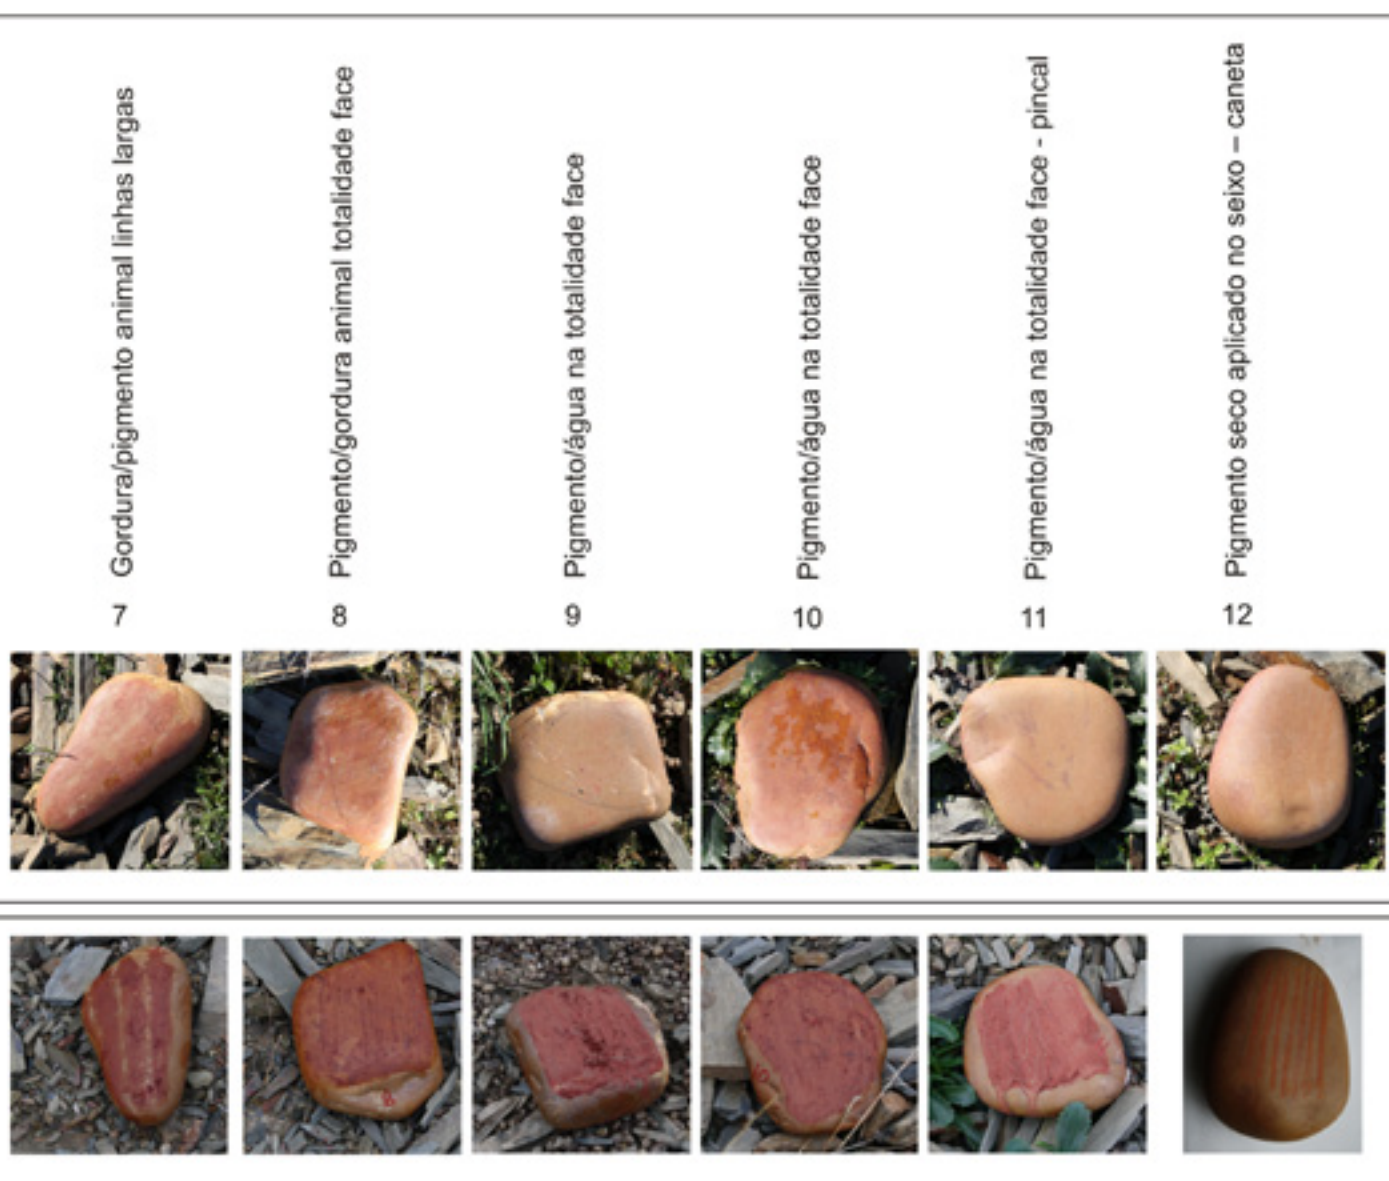 Gordura/pigmento animal linhas largas
Pigmento/gordura animal totalidade face
Pigmento/água na totalidade face
Pigmento/água na totalidade face
Pigmento/água na totalidade face - pincal
Pigmento seco aplicado no seixo – caneta
7
8
9
10
11
12
8